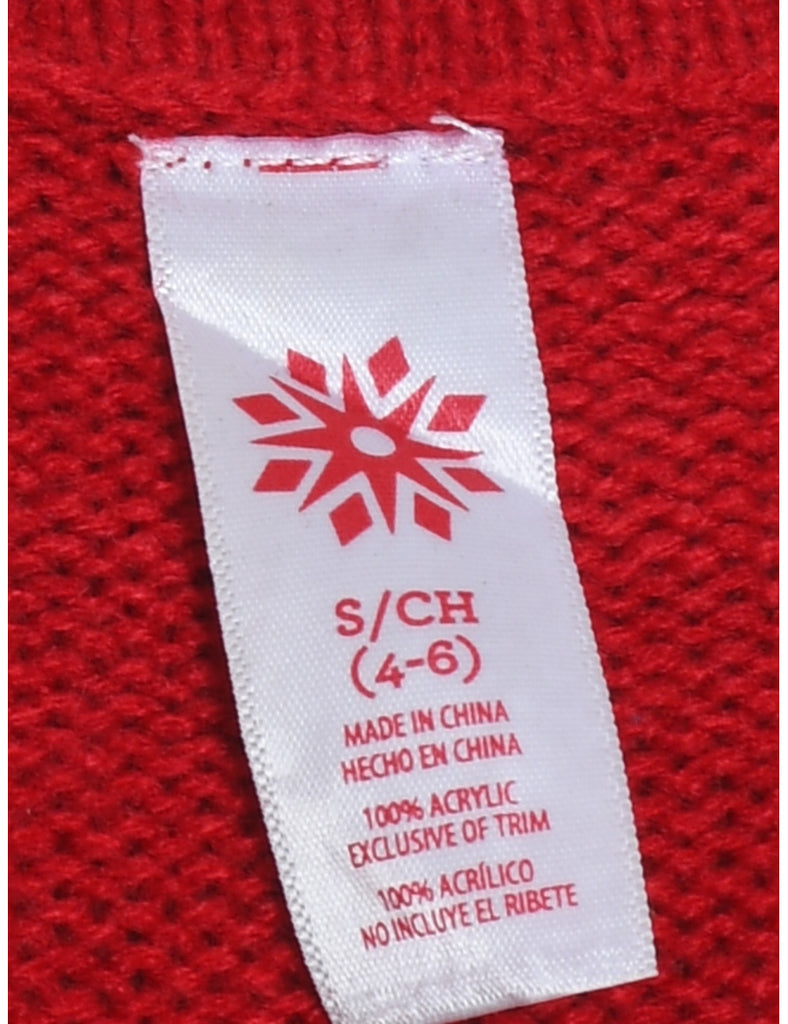 S/CH
(4-6)
MADE IN CHINA
HECHO EN CHINA
100% ACRYLIC
EXCLUSIVE OF TRIM
100% ACRÍLICO
NO INCLUYE EL RIBETE